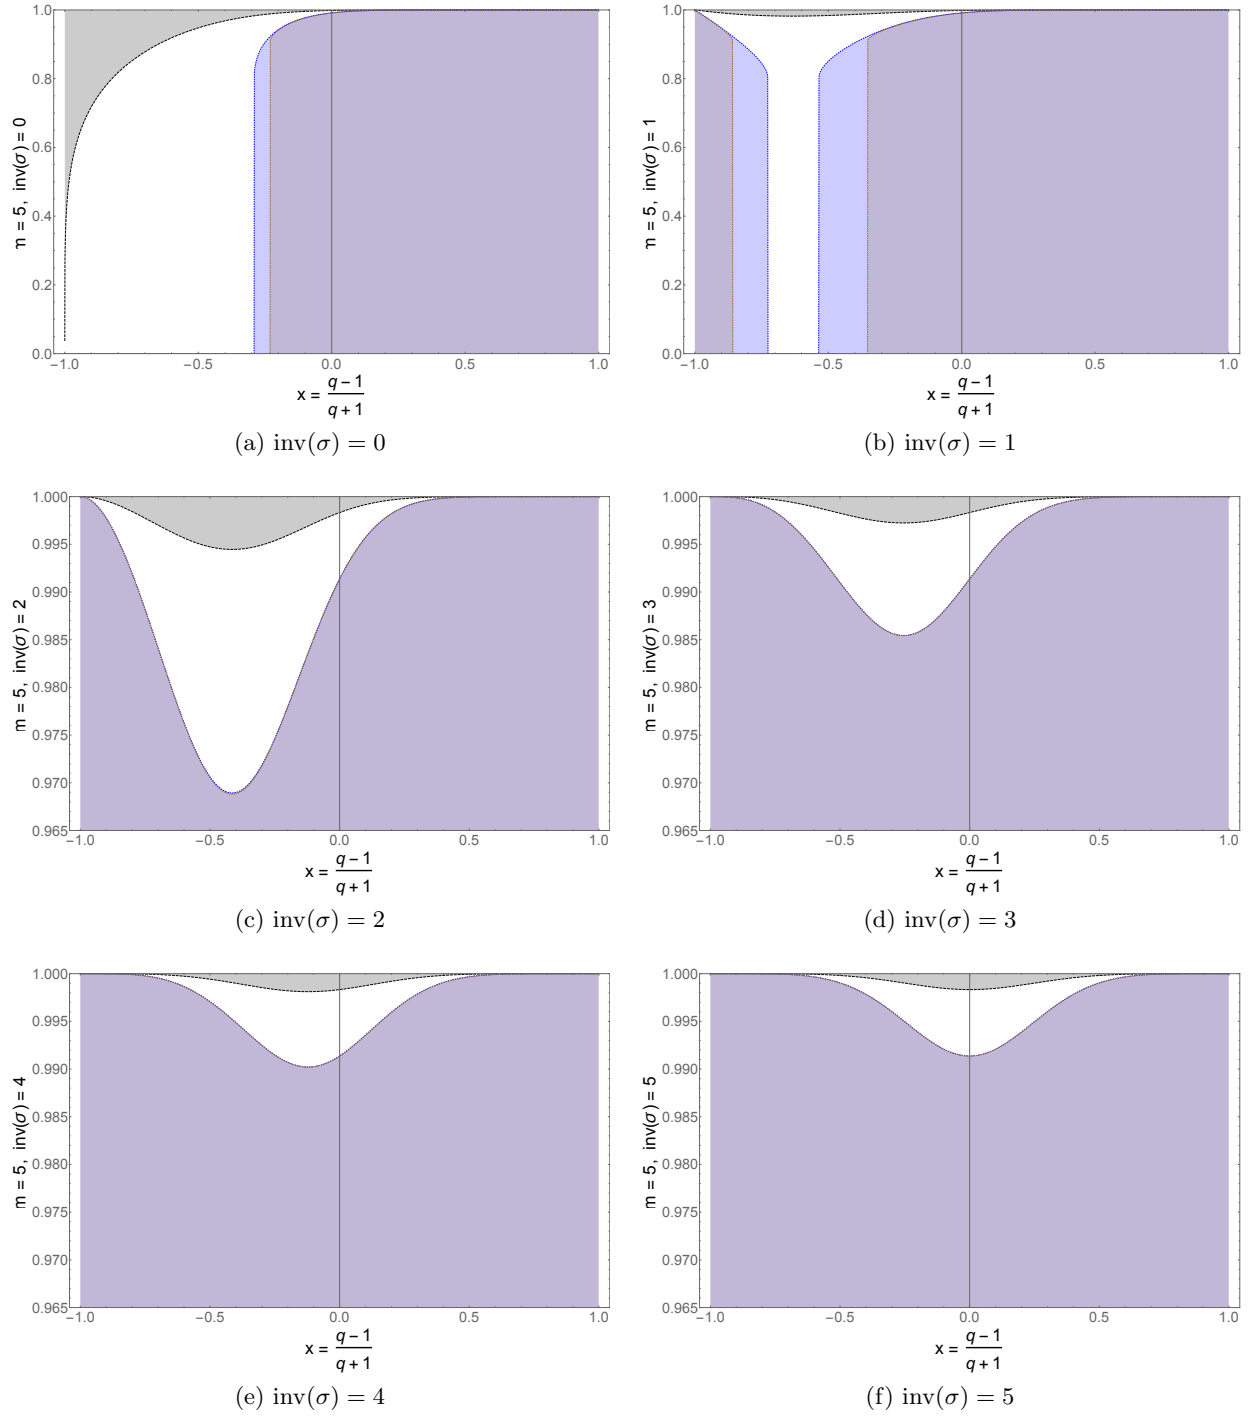 m = 5, inv(σ) = 0
1.0
0.8
0.6
0.4
0.2
0.0
−1.0 −0.5 0.0 0.5 1.0
x = (q − 1)/(q + 1)
(a) inv(σ) = 0
m = 5, inv(σ) = 1
1.0
0.8
0.6
0.4
0.2
0.0
−1.0 −0.5 0.0 0.5 1.0
x = (q − 1)/(q + 1)
(b) inv(σ) = 1
m = 5, inv(σ) = 2
1.000
0.995
0.990
0.985
0.980
0.975
0.970
0.965
−1.0 −0.5 0.0 0.5 1.0
x = (q − 1)/(q + 1)
(c) inv(σ) = 2
m = 5, inv(σ) = 3
1.000
0.995
0.990
0.985
0.980
0.975
0.970
0.965
−1.0 −0.5 0.0 0.5 1.0
x = (q − 1)/(q + 1)
(d) inv(σ) = 3
m = 5, inv(σ) = 4
1.000
0.995
0.990
0.985
0.980
0.975
0.970
0.965
−1.0 −0.5 0.0 0.5 1.0
x = (q − 1)/(q + 1)
(e) inv(σ) = 4
m = 5, inv(σ) = 5
1.000
0.995
0.990
0.985
0.980
0.975
0.970
0.965
−1.0 −0.5 0.0 0.5 1.0
x = (q − 1)/(q + 1)
(f) inv(σ) = 5